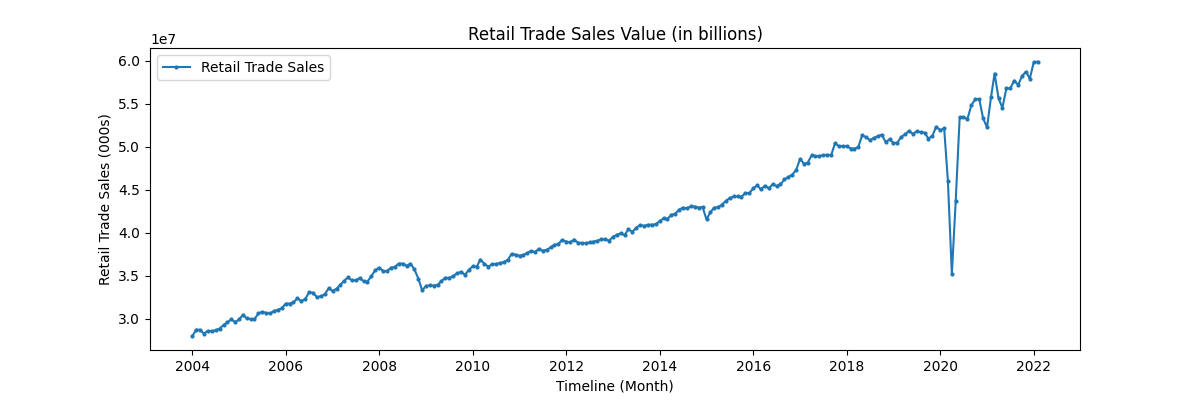 Retail Trade Sales Value (in billions)
1e7
Retail Trade Sales
6.0
5.5
5.0
4.5
4.0
3.5
3.0
Retail Trade Sales (000s)
2004 2006 2008 2010 2012 2014 2016 2018 2020 2022
Timeline (Month)